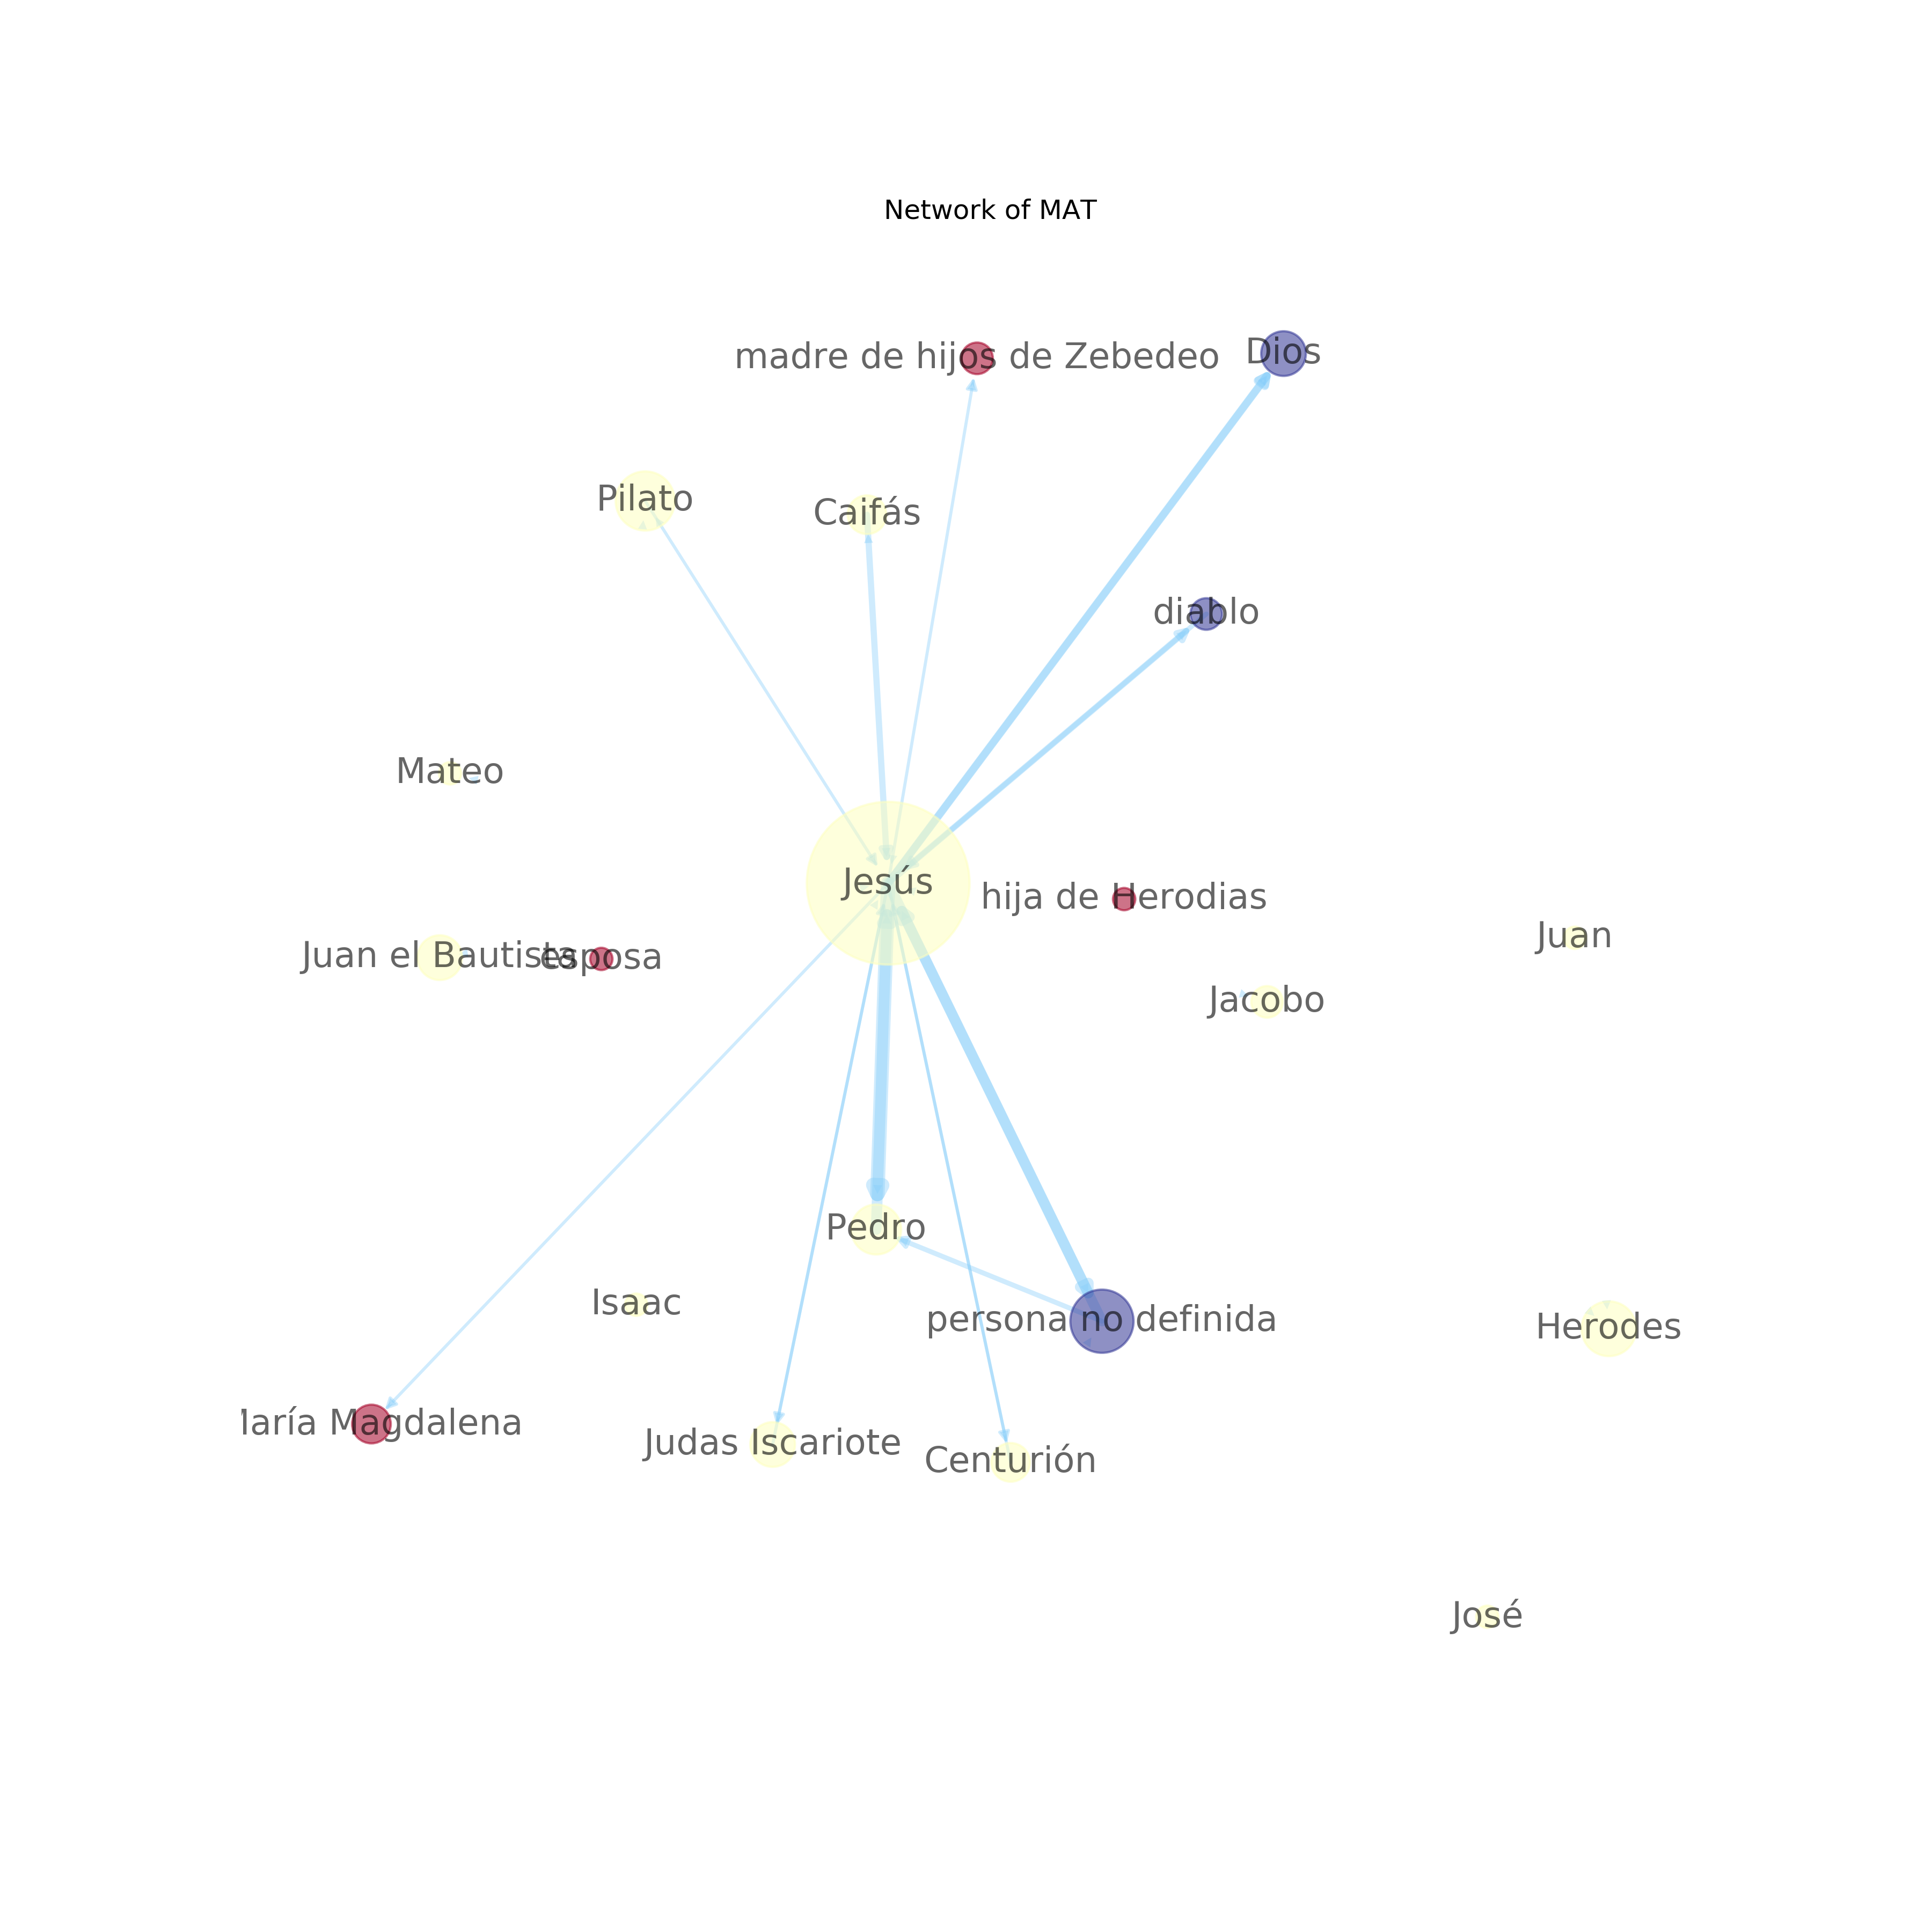 Network of MAT
madre de hijos de Zebedeo
Dios
Pilato
Caifás
diablo
Mateo
Jesús
hija de Herodias
Juan
Juan el Bautista
esposa
Jacobo
Pedro
Isaac
persona no definida
Herodes
Magdalena
Judas Iscariote
Centurión
José